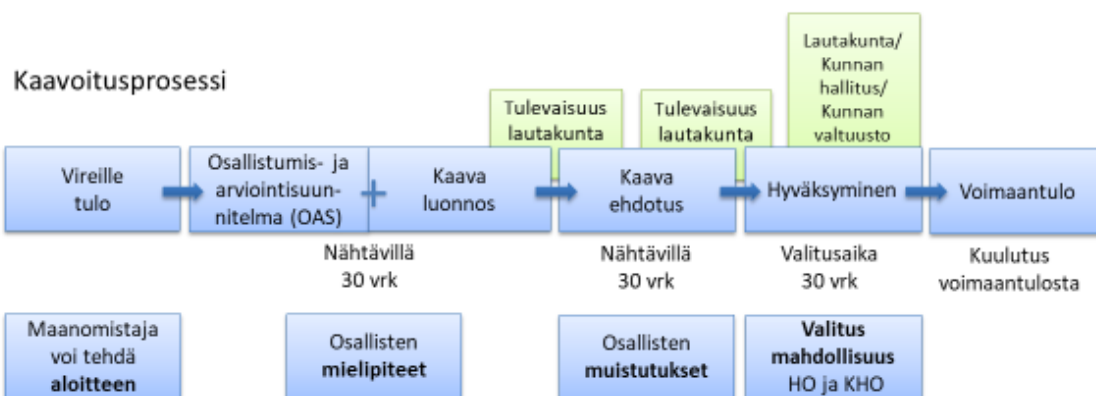 Kaavoitusprosessi
Tulevaisuus
lautakunta
Tulevaisuus
lautakunta
Lautakunta/
Kunnan
hallitus/
Kunnan
valtuusto
Vireille
tulo
Osallistumis- ja
arviointisuun-
nitelma (OAS)
+
Kaava
luonnos
Kaava
ehdotus
Hyväksyminen
Voimaantulo
Nähtävillä
30 vrk
Nähtävillä
30 vrk
Valitusaika
30 vrk
Kuulutus
voimaantulosta
Maanomistaja
voi tehdä
aloitteen
Osallisten
mielipiteet
Osallisten
muistutukset
Valitus
mahdollisuus
HO ja KHO